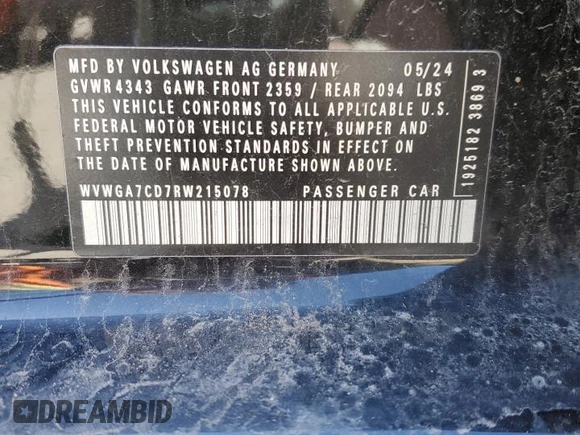 MFD BY VOLKSWAGEN AG GERMANY 05/24
GVWR 4343 GAWR FRONT 2359 / REAR 2094 LBS
THIS VEHICLE CONFORMS TO ALL APPLICABLE U.S.
FEDERAL MOTOR VEHICLE SAFETY, BUMPER AND
THEFT PREVENTION STANDARDS IN EFFECT ON
THE DATE OF MANUFACTURE SHOWN ABOVE.
WVWGA7CD7RW215078 PASSENGER CAR
1925182 3869 3
DREAMBID